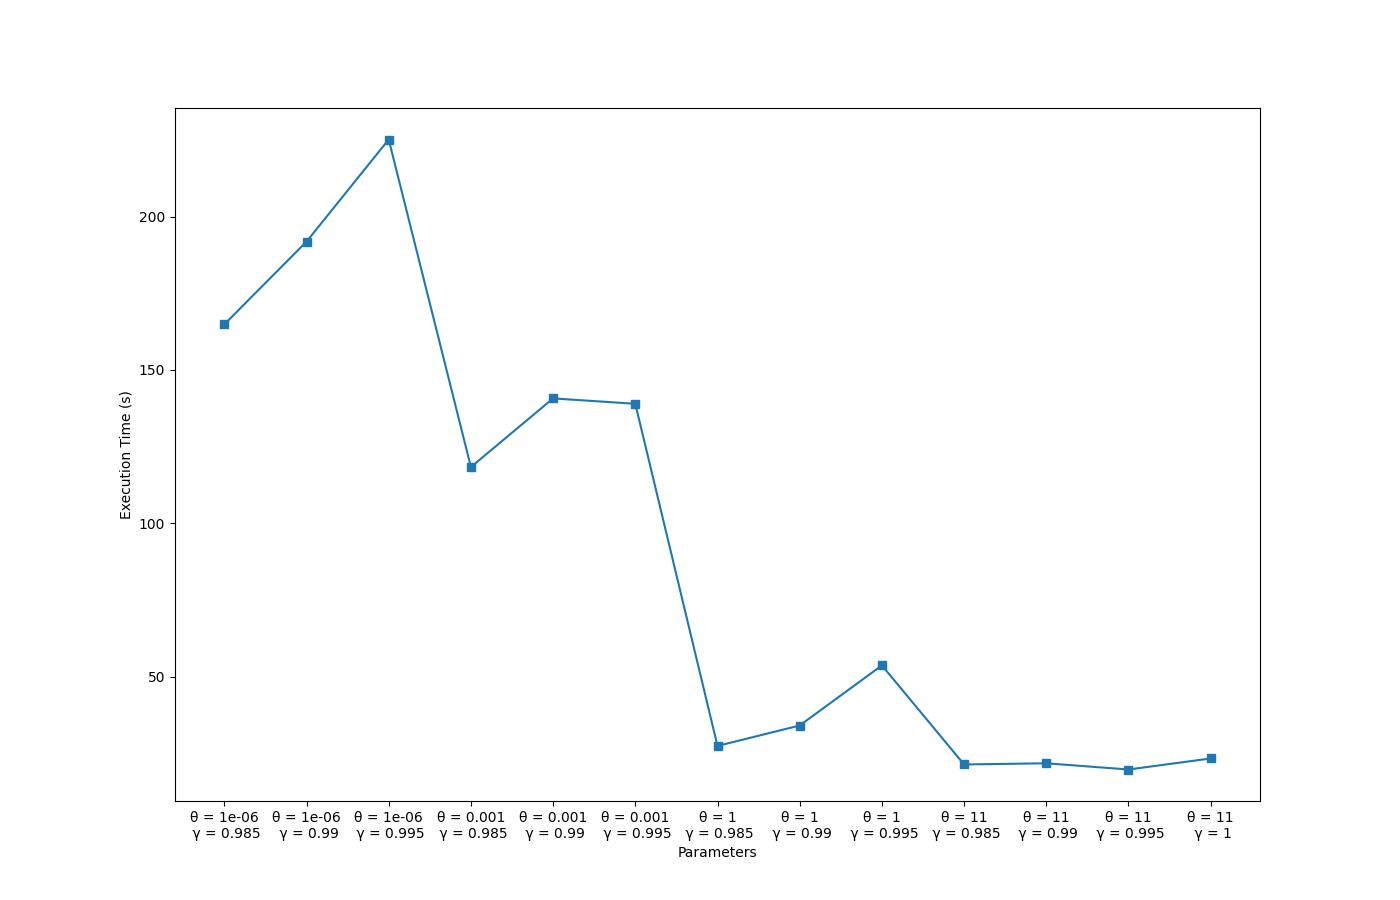 200
150
100
50
Execution Time (s)
θ = 1e-06 θ = 1e-06 θ = 1e-06 θ = 0.001 θ = 0.001 θ = 0.001 θ = 1 θ = 1 θ = 1 θ = 11 θ = 11 θ = 11 θ = 11
γ = 0.985 γ = 0.99 γ = 0.995 γ = 0.985 γ = 0.99 γ = 0.995 γ = 0.985 γ = 0.99 γ = 0.995 γ = 0.985 γ = 0.99 γ = 0.995 γ = 1
Parameters